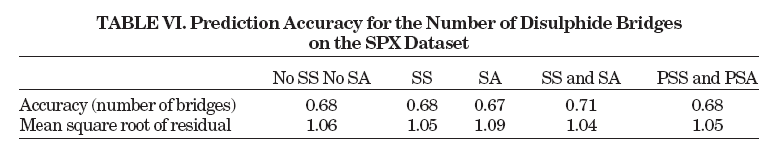 TABLE VI. Prediction Accuracy for the Number of Disulphide Bridges
on the SPX Dataset
No SS No SA SS SA SS and SA PSS and PSA
Accuracy (number of bridges) 0.68 0.68 0.67 0.71 0.68
Mean square root of residual 1.06 1.05 1.09 1.04 1.05